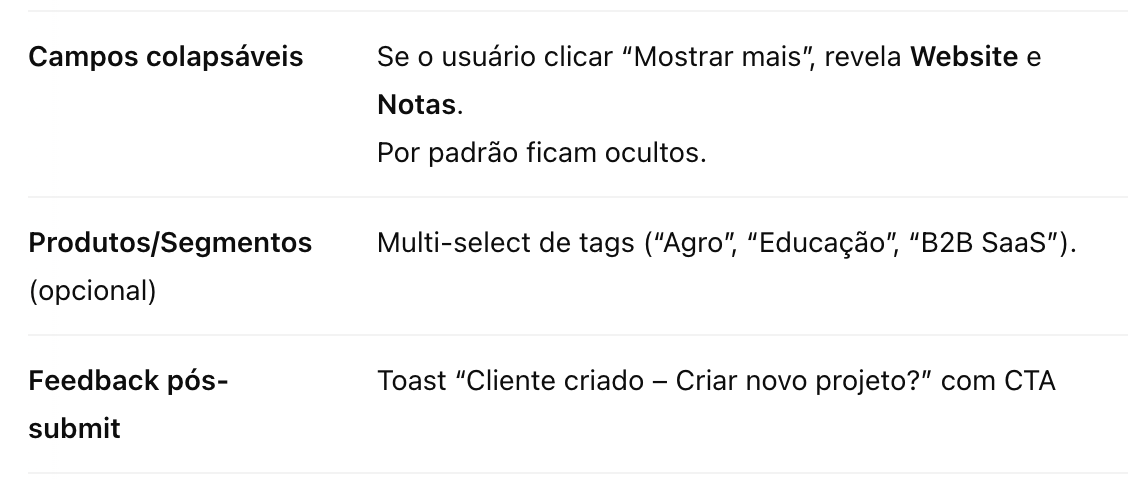 Campos colapsáveis
Se o usuário clicar “Mostrar mais”, revela Website e
Notas.
Por padrão ficam ocultos.
Produtos/Segmentos
(opcional)
Multi-select de tags (“Agro”, “Educação”, “B2B SaaS”).
Feedback pós-
submit
Toast “Cliente criado – Criar novo projeto?” com CTA